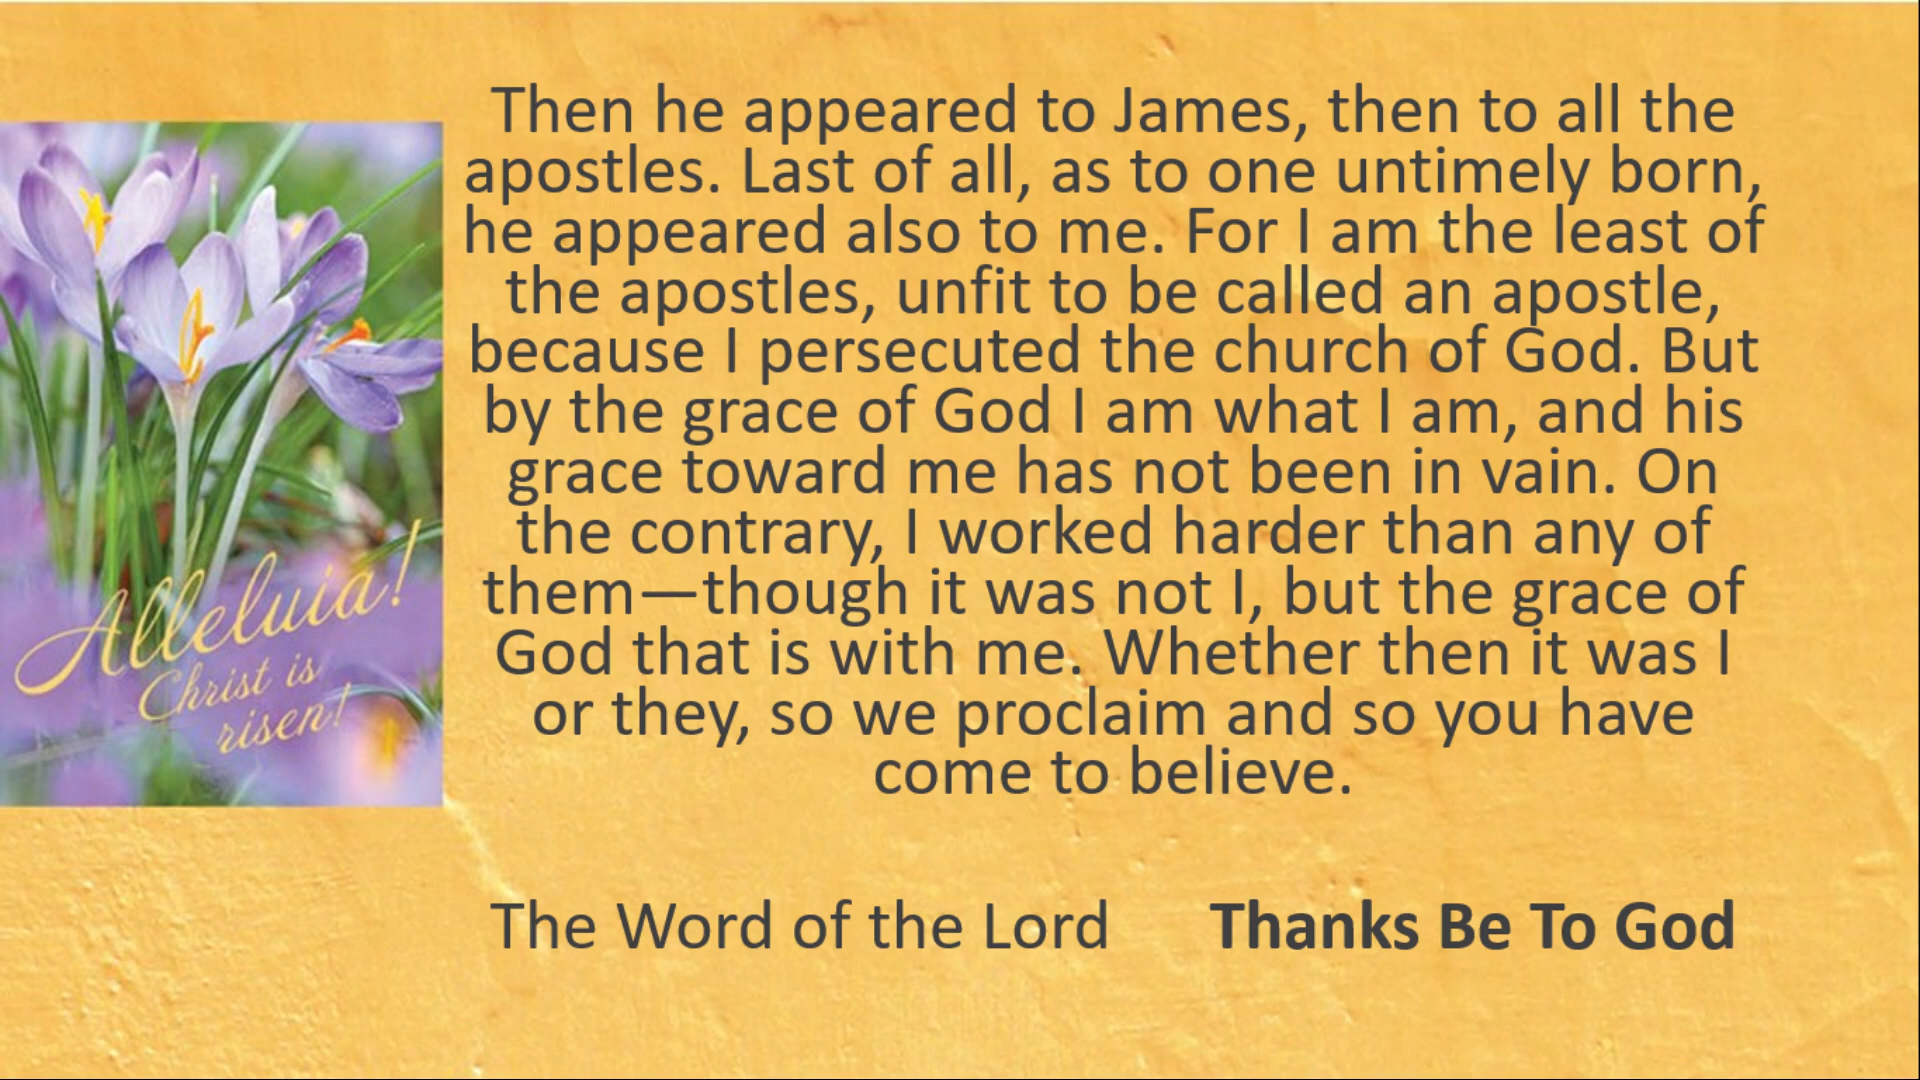 Then he appeared to James, then to all the
apostles. Last of all, as to one untimely born,
he appeared also to me. For I am the least of
the apostles, unfit to be called an apostle,
because I persecuted the church of God. But
by the grace of God I am what I am, and his
grace toward me has not been in vain. On
the contrary, I worked harder than any of
them—though it was not I, but the grace of
God that is with me. Whether then it was I
or they, so we proclaim and so you have
come to believe.
The Word of the Lord Thanks Be To God
Alleluia!
Christ is
risen!